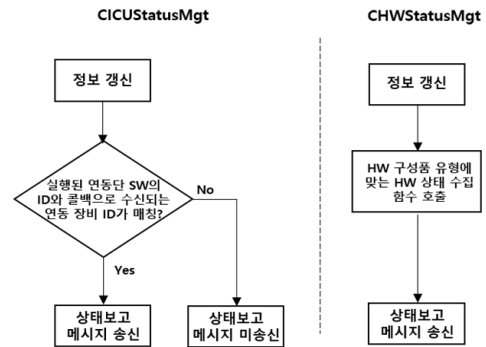 CICUStatusMgt
정보 갱신
실행된 연동단 SW의
ID와 콜백으로 수신되는
연동 장비 ID가 매칭?
No
Yes
상태보고
메시지 송신
상태보고
메시지 미송신
CHWStatusMgt
정보 갱신
HW 구성품 유형에
맞는 HW 상태 수집
함수 호출
상태보고
메시지 송신